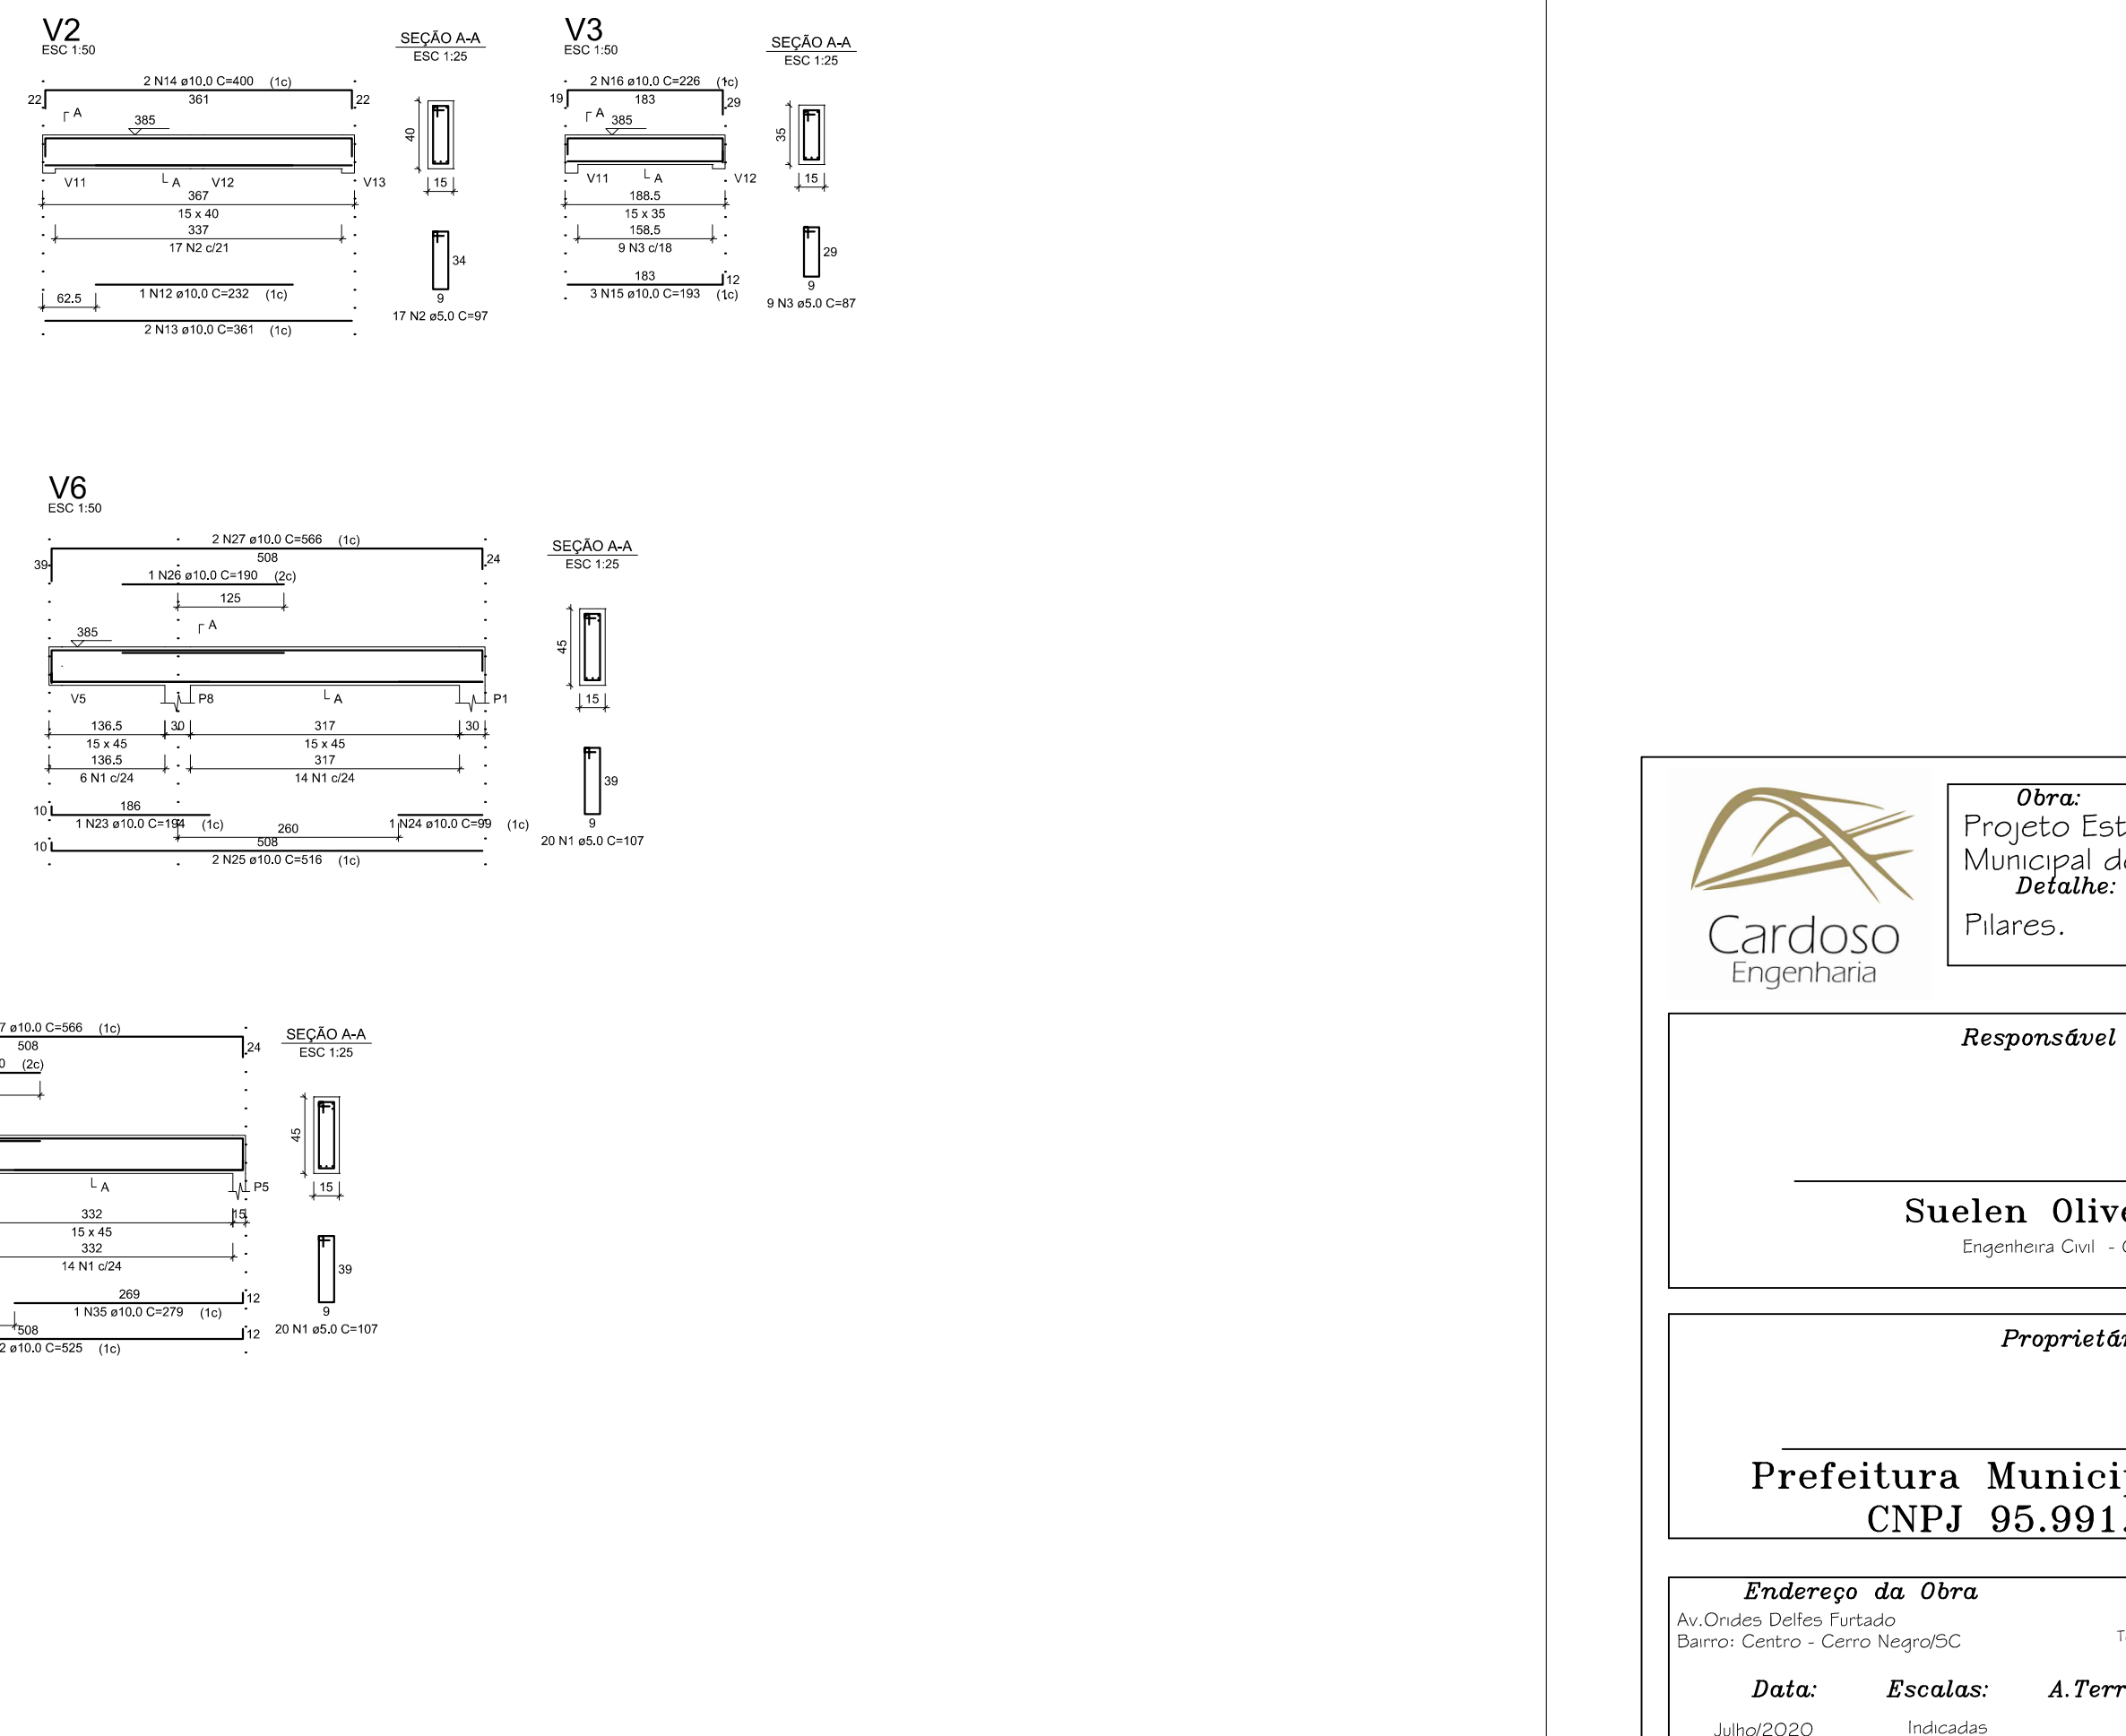 V2
ESC 1:50
2 N14 ø10.0 C=400 (1c)
22
361
22
A
385
V11
A
V12
V13
367
15 x 40
337
17 N2 c/21
62.5
1 N12 ø10.0 C=232 (1c)
2 N13 ø10.0 C=361 (1c)
SEÇÃO A-A
ESC 1:25
40
15
34
9
17 N2 ø5.0 C=97
V3
ESC 1:50
2 N16 ø10.0 C=226 (1c)
19
183
29
A
385
V11
A
V12
188.5
15 x 35
158.5
9 N3 c/18
183
12
3 N15 ø10.0 C=193 (1c)
SEÇÃO A-A
ESC 1:25
35
15
29
9
9 N3 ø5.0 C=87
V6
ESC 1:50
2 N27 ø10.0 C=566 (1c)
39
508
24
1 N26 ø10.0 C=190 (2c)
125
A
385
V5
P8
A
P1
136.5
30
317
30
15 x 45
15 x 45
136.5
317
6 N1 c/24
14 N1 c/24
10
186
1 N23 ø10.0 C=194 (1c)
260
1 N24 ø10.0 C=99 (1c)
10
508
2 N25 ø10.0 C=516 (1c)
SEÇÃO A-A
ESC 1:25
45
15
39
9
20 N1 ø5.0 C=107
7 ø10.0 C=566 (1c)
508
24
0 (2c)
A
P5
332
15
15 x 45
332
14 N1 c/24
269
12
1 N35 ø10.0 C=279 (1c)
508
12
2 ø10.0 C=525 (1c)
SEÇÃO A-A
ESC 1:25
45
15
39
9
20 N1 ø5.0 C=107
Cardoso
Engenharia
Obra:
Projeto Est
Municipal d
Detalhe:
Pilares.
Responsável
Suelen Olive
Engenheira Civil - C
Proprietár
Prefeitura Municip
CNPJ 95.991.
Endereço da Obra
Av.Orides Delfes Furtado
Bairro: Centro - Cerro Negro/SC
T
Data:
Escalas:
A.Terr
Julho/2020
Indicadas